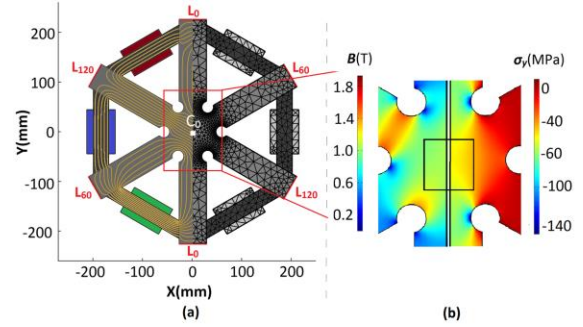 L₀
L₁₂₀
L₆₀
C₀
L₆₀
L₁₂₀
L₀
200
100
0
-100
-200
Y(mm)
-200 -100 0 100 200
X(mm)
(a)
B(T)
1.8
1.4
1.0
0.6
0.2
σy(MPa)
0
-20
-60
-100
-140
(b)